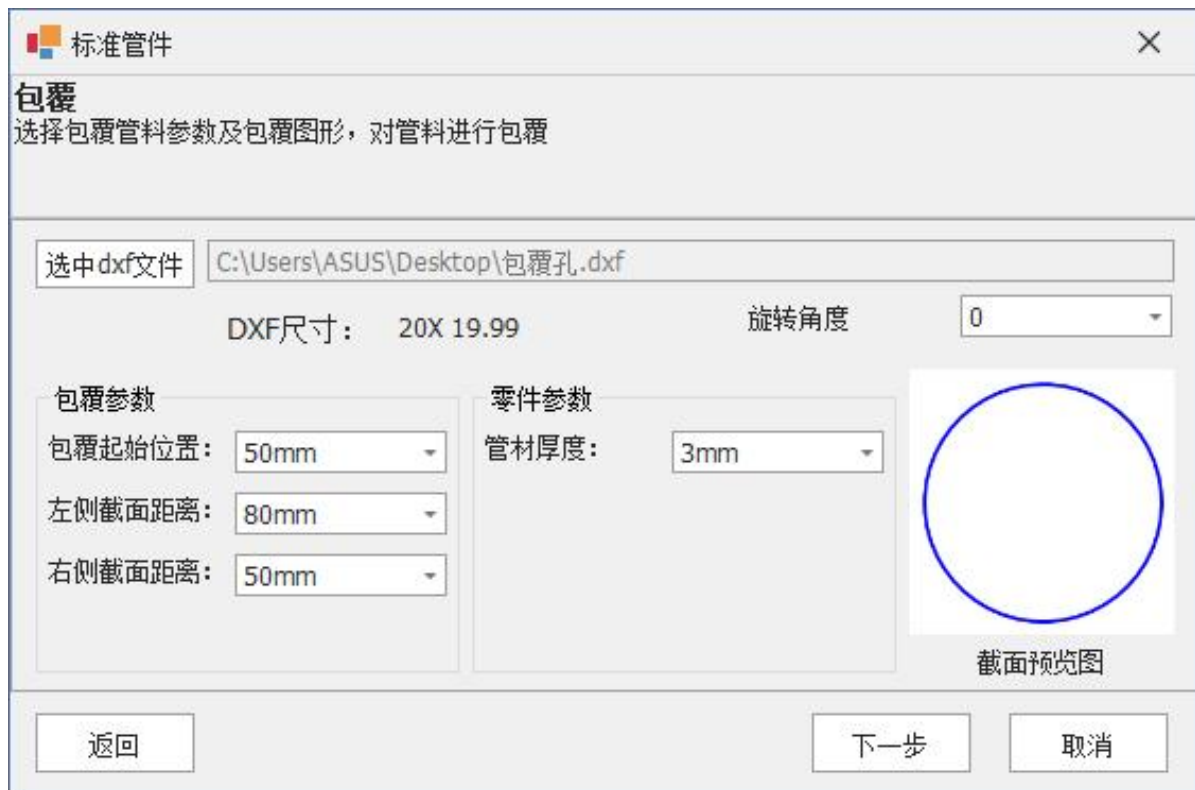 标准管件
包覆
选择包覆管料参数及包覆图形，对管料进行包覆
选中dxf文件 C:\Users\ASUS\Desktop\包覆孔.dxf
DXF尺寸： 20X 19.99 旋转角度 0
包覆参数 零件参数
包覆起始位置： 50mm 管材厚度： 3mm
左侧截面距离： 80mm
右侧截面距离： 50mm
截面预览图
返回 下一步 取消